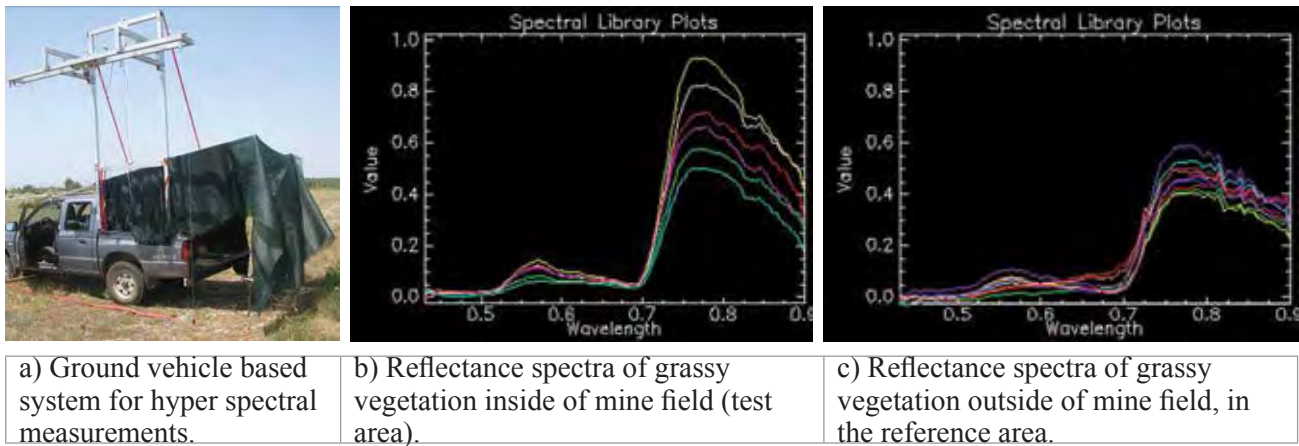 Spectral Library Plots
1.0
0.8
0.6
0.4
0.2
0.0
Value
0.5 0.6 0.7 0.8 0.9
Wavelength
Spectral Library Plots
1.0
0.8
0.6
0.4
0.2
0.0
Value
0.5 0.6 0.7 0.8 0.9
Wavelength
a) Ground vehicle based
system for hyper spectral
measurements.
b) Reflectance spectra of grassy
vegetation inside of mine field (test
area).
c) Reflectance spectra of grassy
vegetation outside of mine field, in
the reference area.